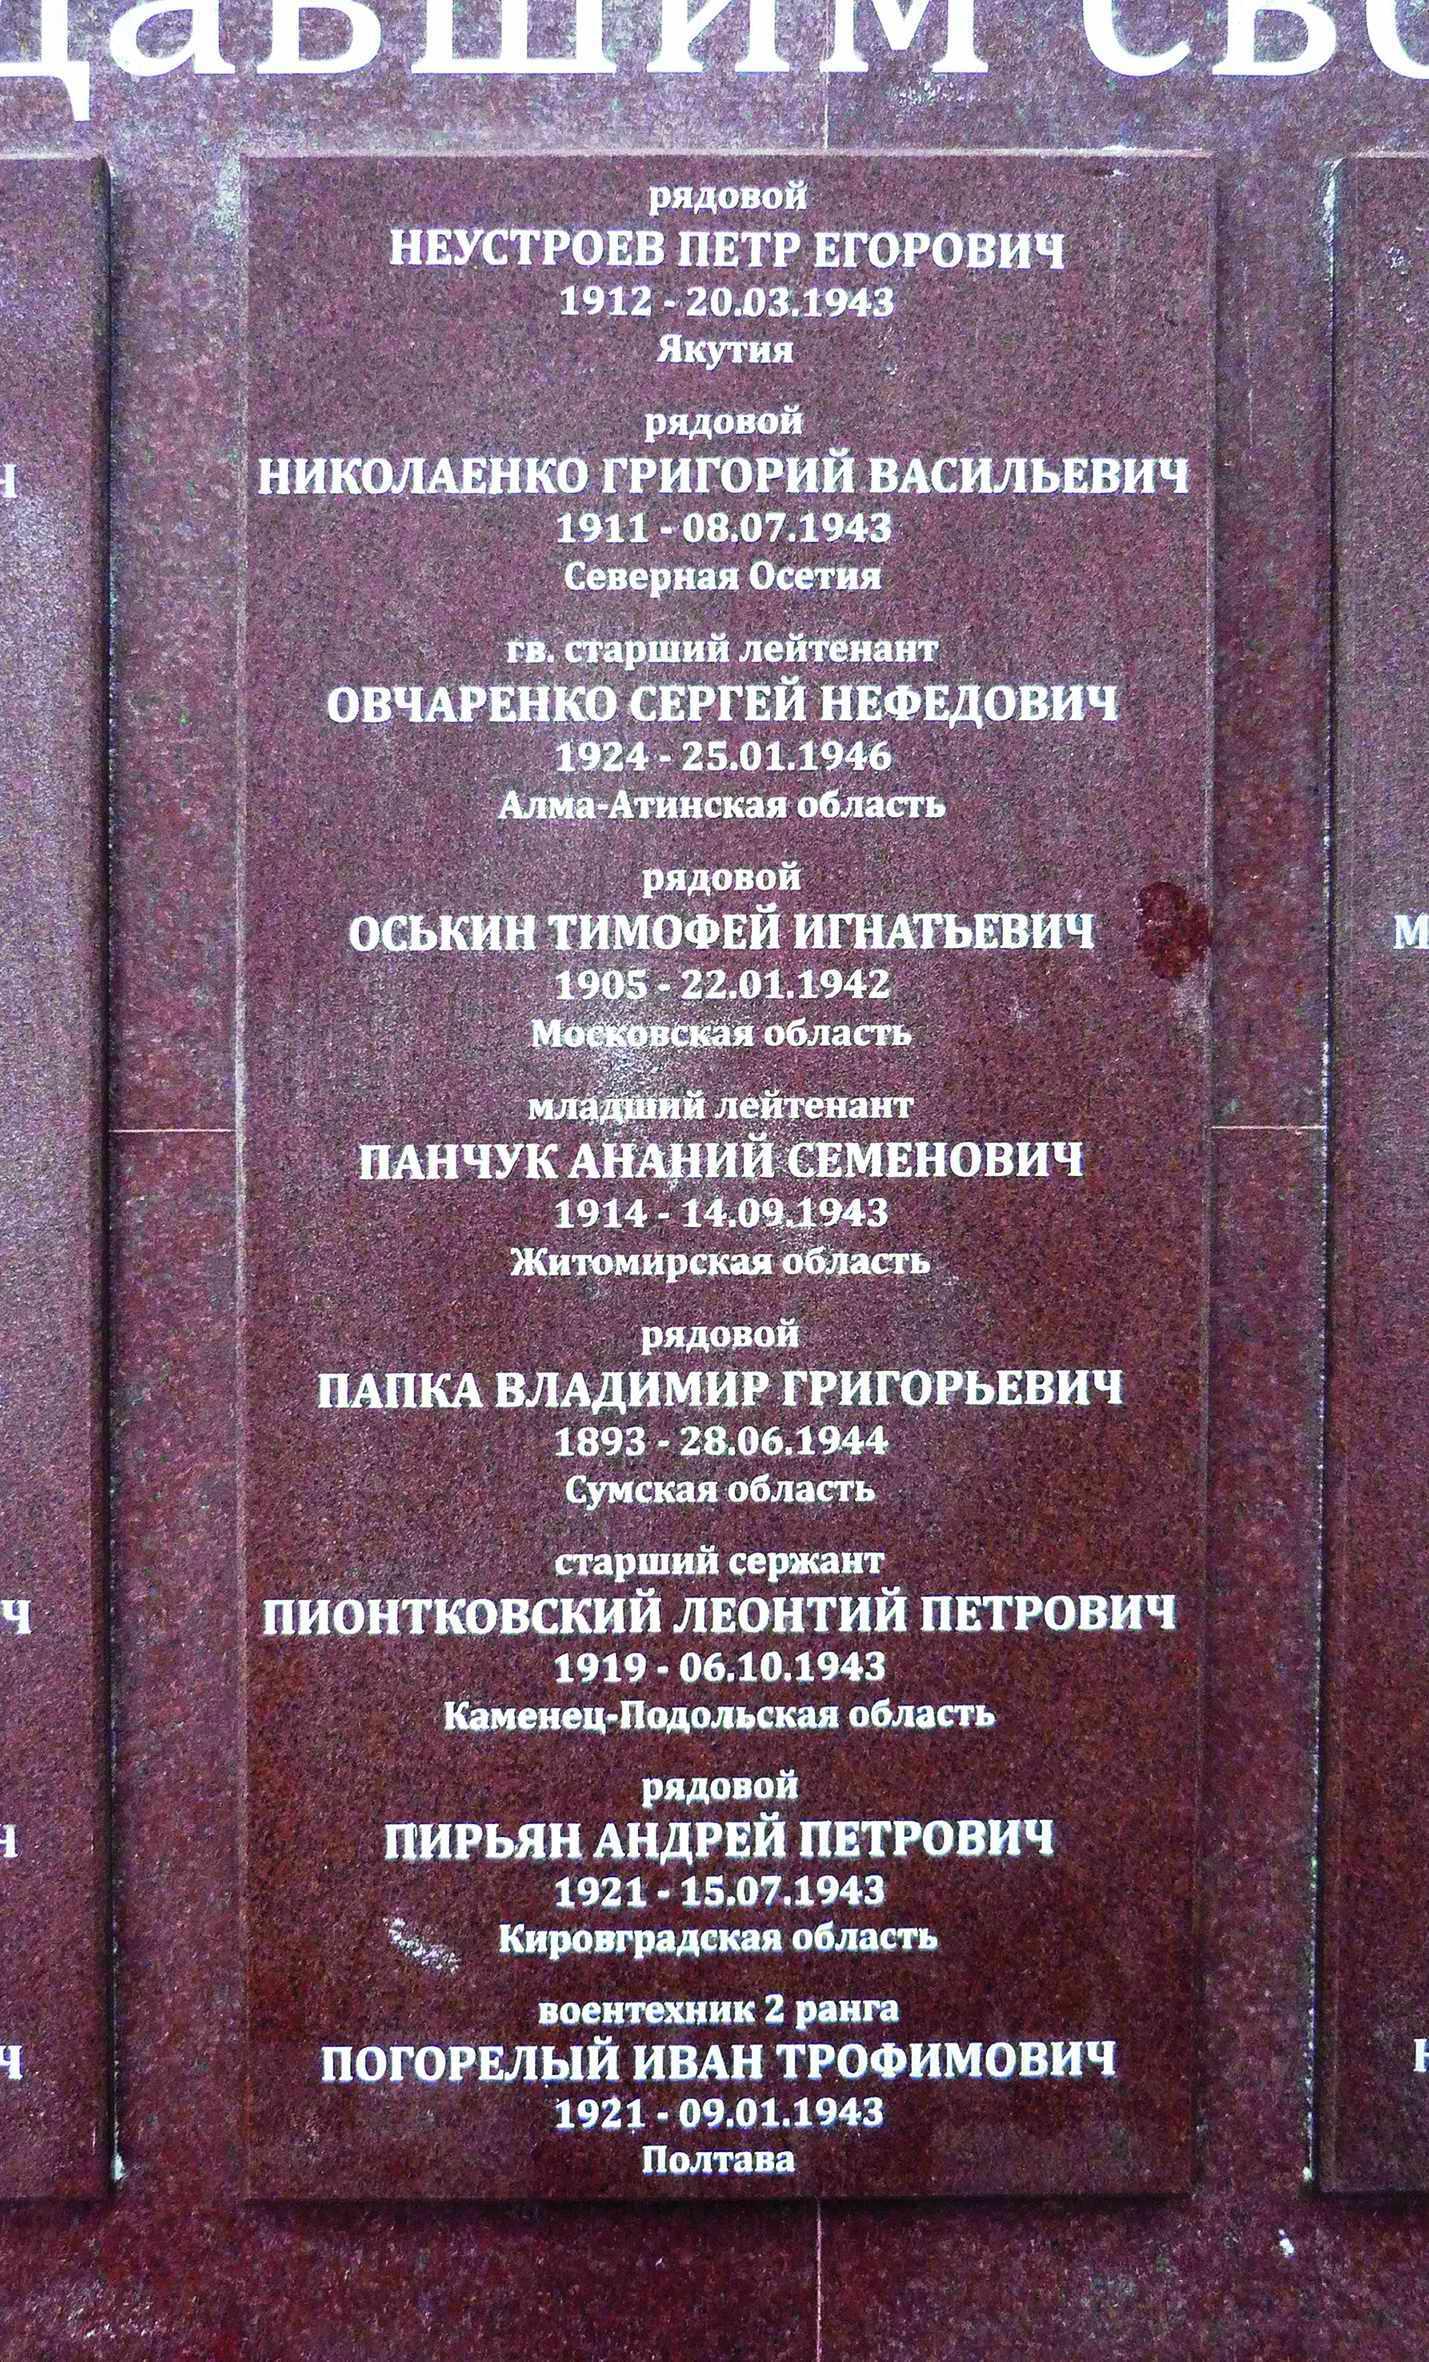 рядовой
НЕУСТРОЕВ ПЕТР ЕГОРОВИЧ
1912 - 20.03.1943
Якутия
рядовой
НИКОЛАЕНКО ГРИГОРИЙ ВАСИЛЬЕВИЧ
1911 - 08.07.1943
Северная Осетия
гв. старший лейтенант
ОВЧАРЕНКО СЕРГЕЙ НЕФЕДОВИЧ
1924 - 25.01.1946
Алма-Атинская область
рядовой
ОСЬКИН ТИМОФЕЙ ИГНАТЬЕВИЧ
1905 - 22.01.1942
Московская область
младший лейтенант
ПАНЧУК АНАНИЙ СЕМЕНОВИЧ
1914 - 14.09.1943
Житомирская область
рядовой
ПАПКА ВЛАДИМИР ГРИГОРЬЕВИЧ
1893 - 28.06.1944
Сумская область
старший сержант
ПИОНТКОВСКИЙ ЛЕОНТИЙ ПЕТРОВИЧ
1919 - 06.10.1943
Каменец-Подольская область
рядовой
ПИРЬЯН АНДРЕЙ ПЕТРОВИЧ
1921 - 15.07.1943
Кировградская область
воентехник 2 ранга
ПОГОРЕЛЫЙ ИВАН ТРОФИМОВИЧ
1921 - 09.01.1943
Полтава